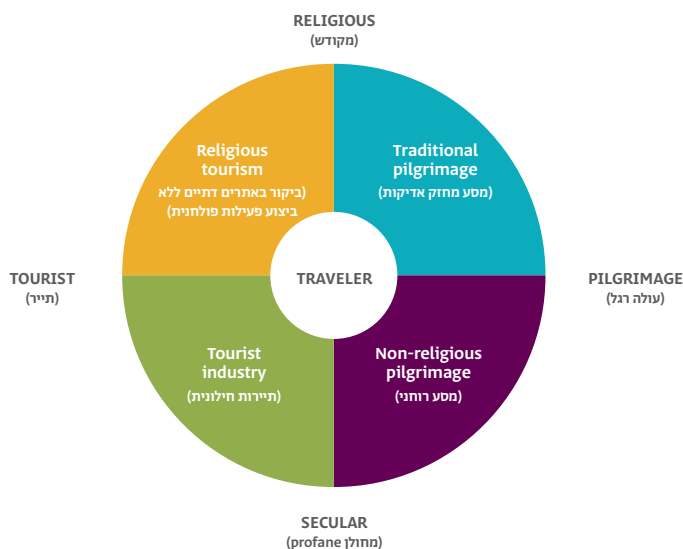 RELIGIOUS
(מקודש)
Religious
tourism
(ביקור באתרים דתיים ללא
ביצוע פעילות פולחנית)
Traditional
pilgrimage
(מסע מחזק אדיקות)
TOURIST
(תייר)
TRAVELER
PILGRIMAGE
(עולה רגל)
Tourist
industry
(תיירות חילונית)
Non-religious
pilgrimage
(מסע רוחני)
SECULAR
(מחולן profane)